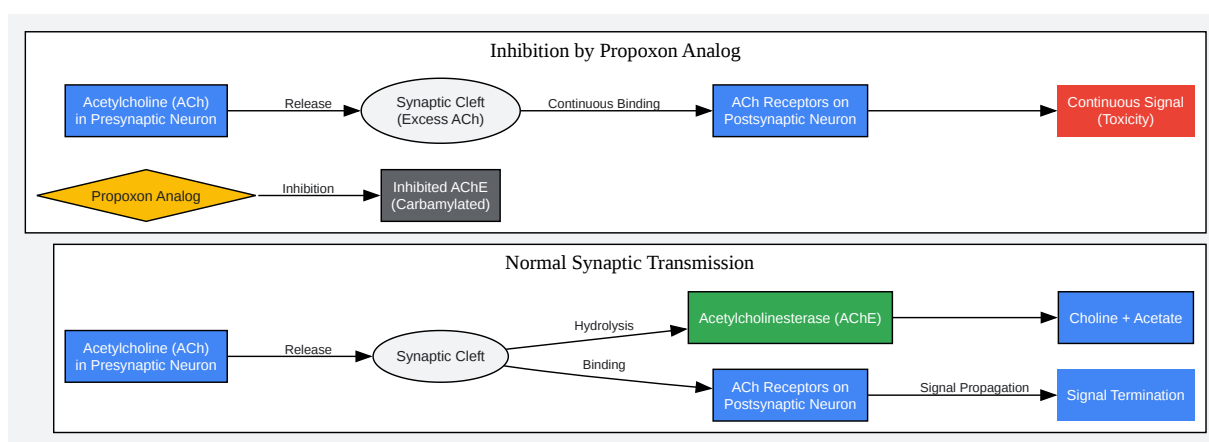 Inhibition by Propoxon Analog
Acetylcholine (ACh)
in Presynaptic Neuron
Release
Synaptic Cleft
(Excess ACh)
Continuous Binding
ACh Receptors on
Postsynaptic Neuron
Continuous Signal
(Toxicity)
Propoxon Analog
Inhibition
Inhibited AChE
(Carbamylated)
Normal Synaptic Transmission
Acetylcholine (ACh)
in Presynaptic Neuron
Release
Synaptic Cleft
Hydrolysis
Acetylcholinesterase (AChE)
Choline + Acetate
Binding
ACh Receptors on
Postsynaptic Neuron
Signal Propagation
Signal Termination